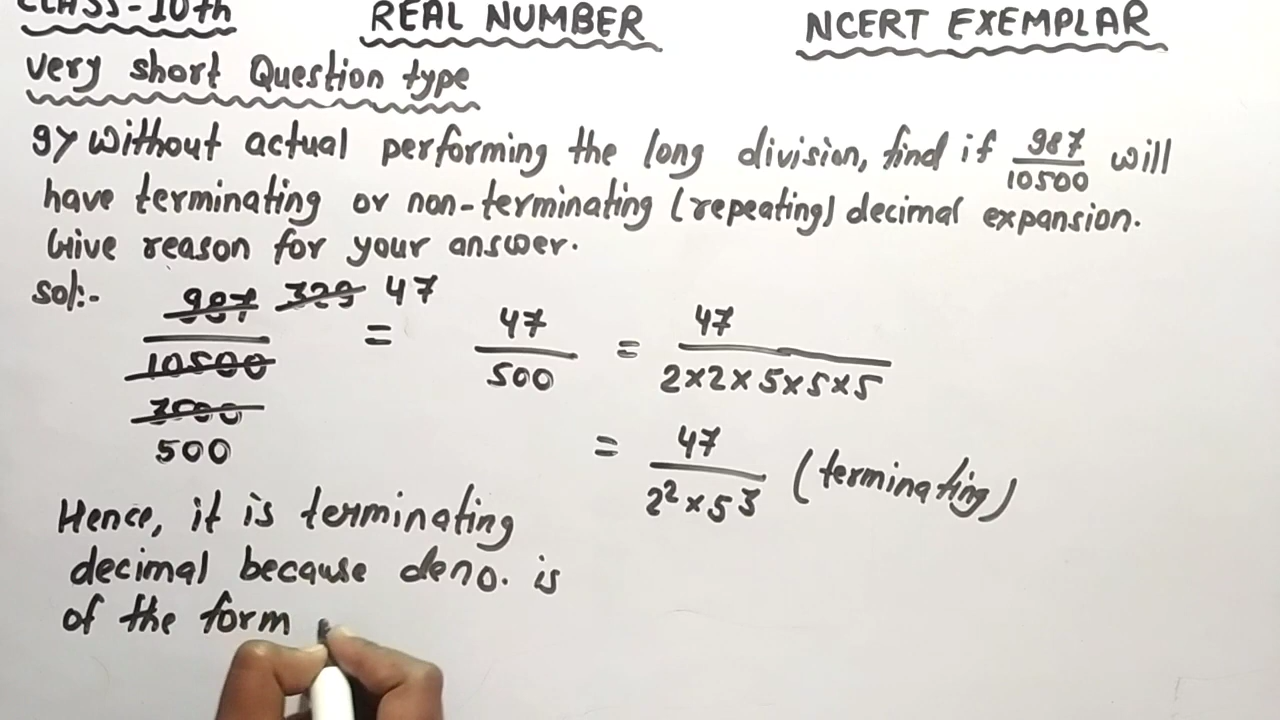 CLASS-10th REAL NUMBER NCERT EXEMPLAR
very short Question type
9> Without actual performing the long division, find if 987/10500 will
have terminating or non-terminating (repeating) decimal expansion.
Give reason for your answer.
Sol:- 987 329 47 / 10500 3500 500 = 47/500 = 47/2×2×5×5×5
= 47/2²×5³ (terminating)
Hence, it is terminating
decimal because deno. is
of the form